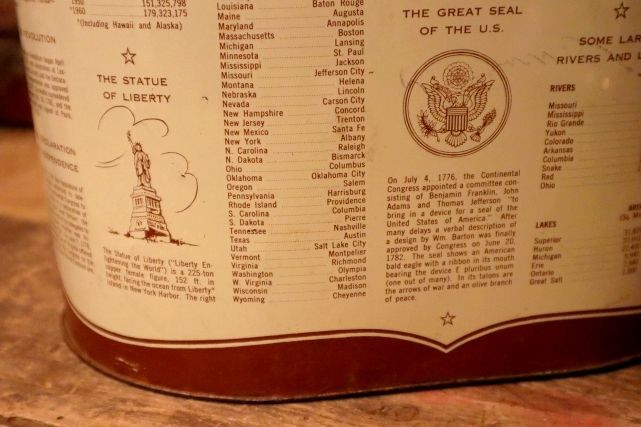 1950 151,325,798
*1960 179,323,175
*(Including Hawaii and Alaska)
THE STATUE
OF LIBERTY
The Statue of Liberty ("Liberty En-
lightening the World") is a 225-ton
copper female figure, 152 ft. in
height, facing the ocean from Liberty
Island in New York Harbor. The right
Louisiana Baton Rouge
Maine Augusta
Maryland Annapolis
Massachusetts Boston
Michigan Lansing
Minnesota St. Paul
Mississippi Jackson
Missouri Jefferson City
Montana Helena
Nebraska Lincoln
Nevada Carson City
New Hampshire Concord
New Jersey Trenton
New Mexico Santa Fe
New York Albany
N. Carolina Raleigh
N. Dakota Bismarck
Ohio Columbus
Oklahoma Oklahoma City
Oregon Salem
Pennsylvania Harrisburg
Rhode Island Providence
S. Carolina Columbia
S. Dakota Pierre
Tennessee Nashville
Texas Austin
Utah Salt Lake City
Vermont Montpelier
Virginia Richmond
Washington Olympia
W. Virginia Charleston
Wisconsin Madison
Wyoming Cheyenne
THE GREAT SEAL
OF THE U.S.
On July 4, 1776, the Continental
Congress appointed a committee con-
sisting of Benjamin Franklin, John
Adams and Thomas Jefferson "to
bring in a device for a seal of the
United States of America." After
many delays a verbal description of
a design by Wm. Barton was finally
approved by Congress on June 20,
1782. The seal shows an American
bald eagle with a ribbon in its mouth
bearing the device E pluribus unum
(one out of many). In its talons are
the arrows of war and an olive branch
of peace.
SOME LAR
RIVERS AND L
RIVERS
Missouri
Mississippi
Rio Grande
Yukon
Colorado
Arkansas
Columbia
Snake
Red
Ohio
LAKES
Superior
Huron
Michigan
Erie
Ontario
Great Salt